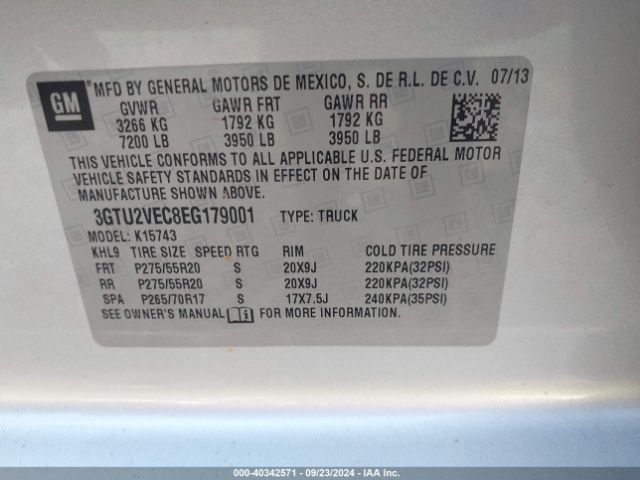 GM
MFD BY GENERAL MOTORS DE MEXICO, S. DE R.L. DE C.V. 07/13
GVWR GAWR FRT GAWR RR
3266 KG 1792 KG 1792 KG
7200 LB 3950 LB 3950 LB
THIS VEHICLE CONFORMS TO ALL APPLICABLE U.S. FEDERAL MOTOR
VEHICLE SAFETY STANDARDS IN EFFECT ON THE DATE OF
MANUFACTURE SHOWN ABOVE.
3GTU2VEC8EG179001 TYPE: TRUCK
MODEL: K15743
KHL9 TIRE SIZE SPEED RTG RIM COLD TIRE PRESSURE
FRT P275/55R20 S 20X9J 220KPA(32PSI)
RR P275/55R20 S 20X9J 220KPA(32PSI)
SPA P265/70R17 S 17X7.5J 240KPA(35PSI)
SEE OWNER'S MANUAL FOR MORE INFORMATION.
000-40342571 - 09/23/2024 - IAA Inc.